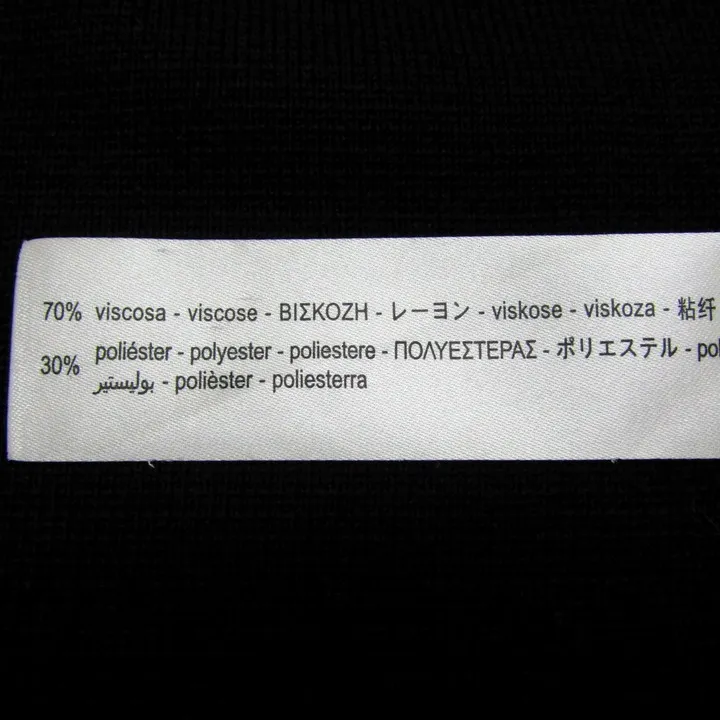 70% viscosa - viscose - ΒΙΣΚΟΖΗ - レーヨン - viskose - viskoza - 粘纤
30% poliéster - polyester - poliestere - ΠΟΛΥΕΣΤΕΡΑΣ - ポリエステル -
بوليستير - polièster - poliesterra